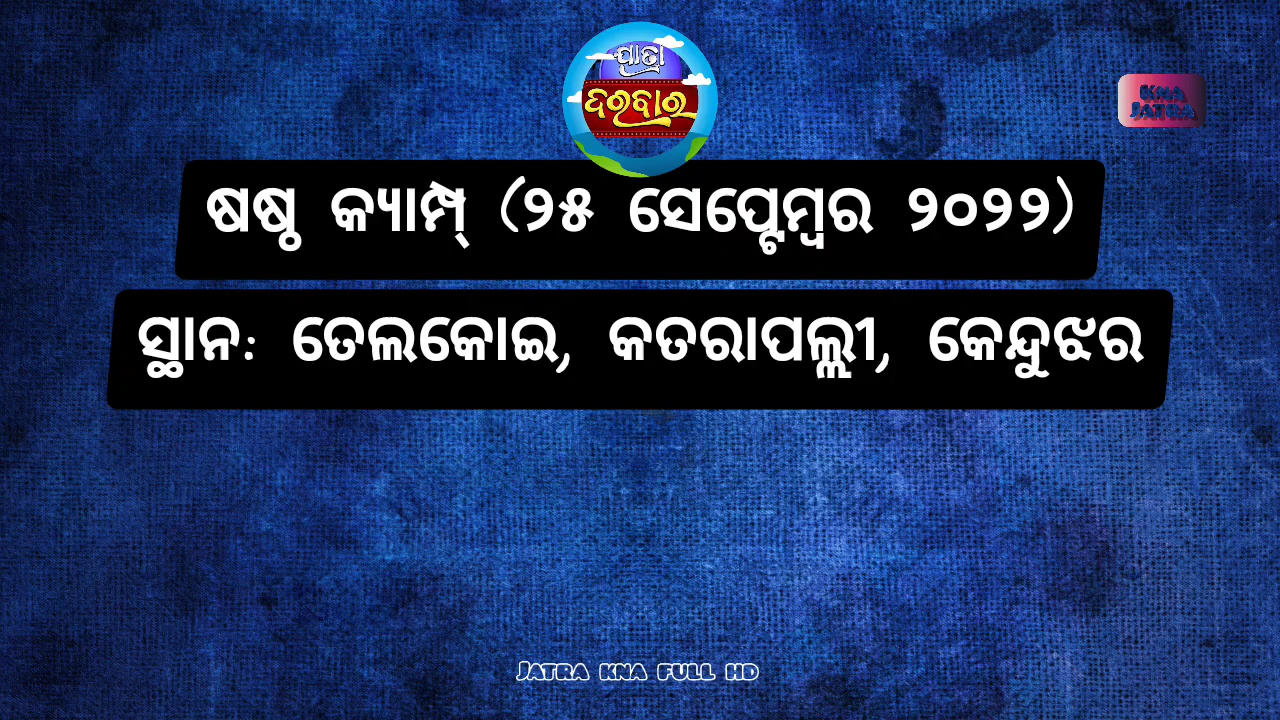 ଯାତ୍ରା
ଦରବାର
KNA
JATRA
ଷଷ୍ଠ କ୍ୟାମ୍ପ୍ (୨୫ ସେପ୍ଟେମ୍ବର ୨୦୨୨)
ସ୍ଥାନ: ତେଲକୋଇ, କତରାପଲ୍ଲୀ, କେନ୍ଦୁଝର
JATRA KNA FULL HD